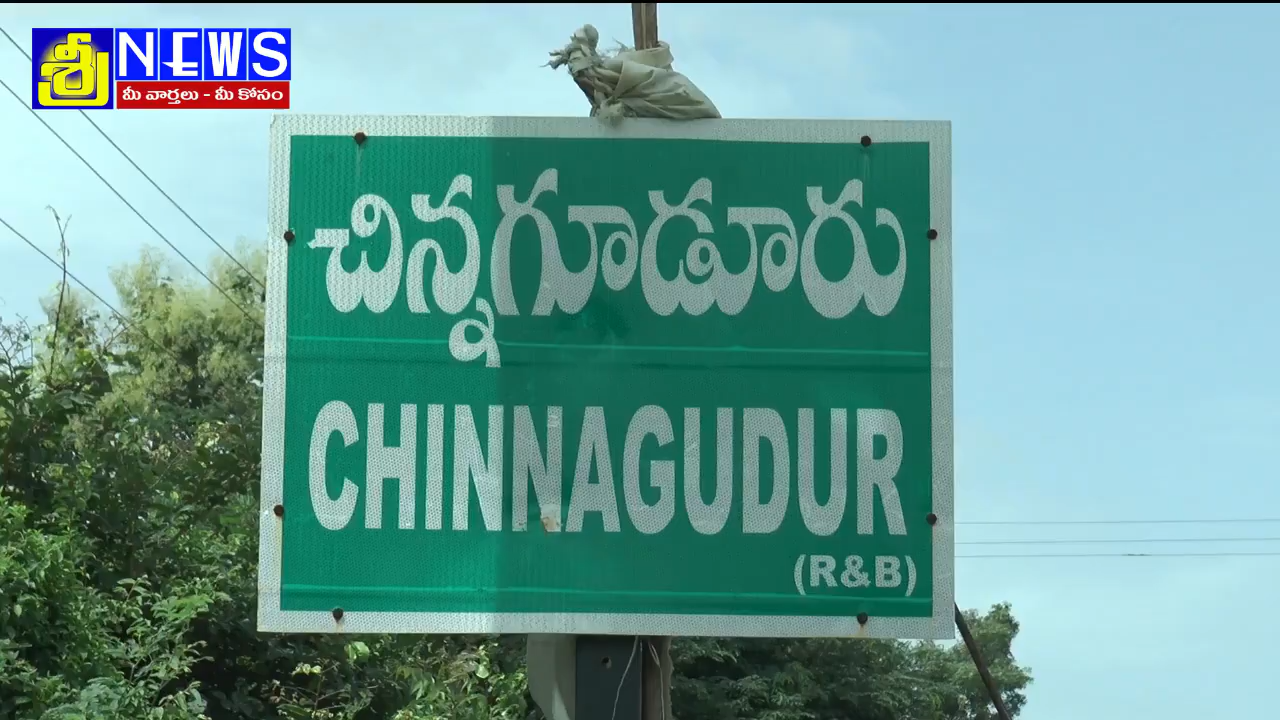 శ్రీ NEWS
మీ వార్తలు - మీ కోసం
చిన్నగూడూరు
CHINNAGUDUR
(R&B)